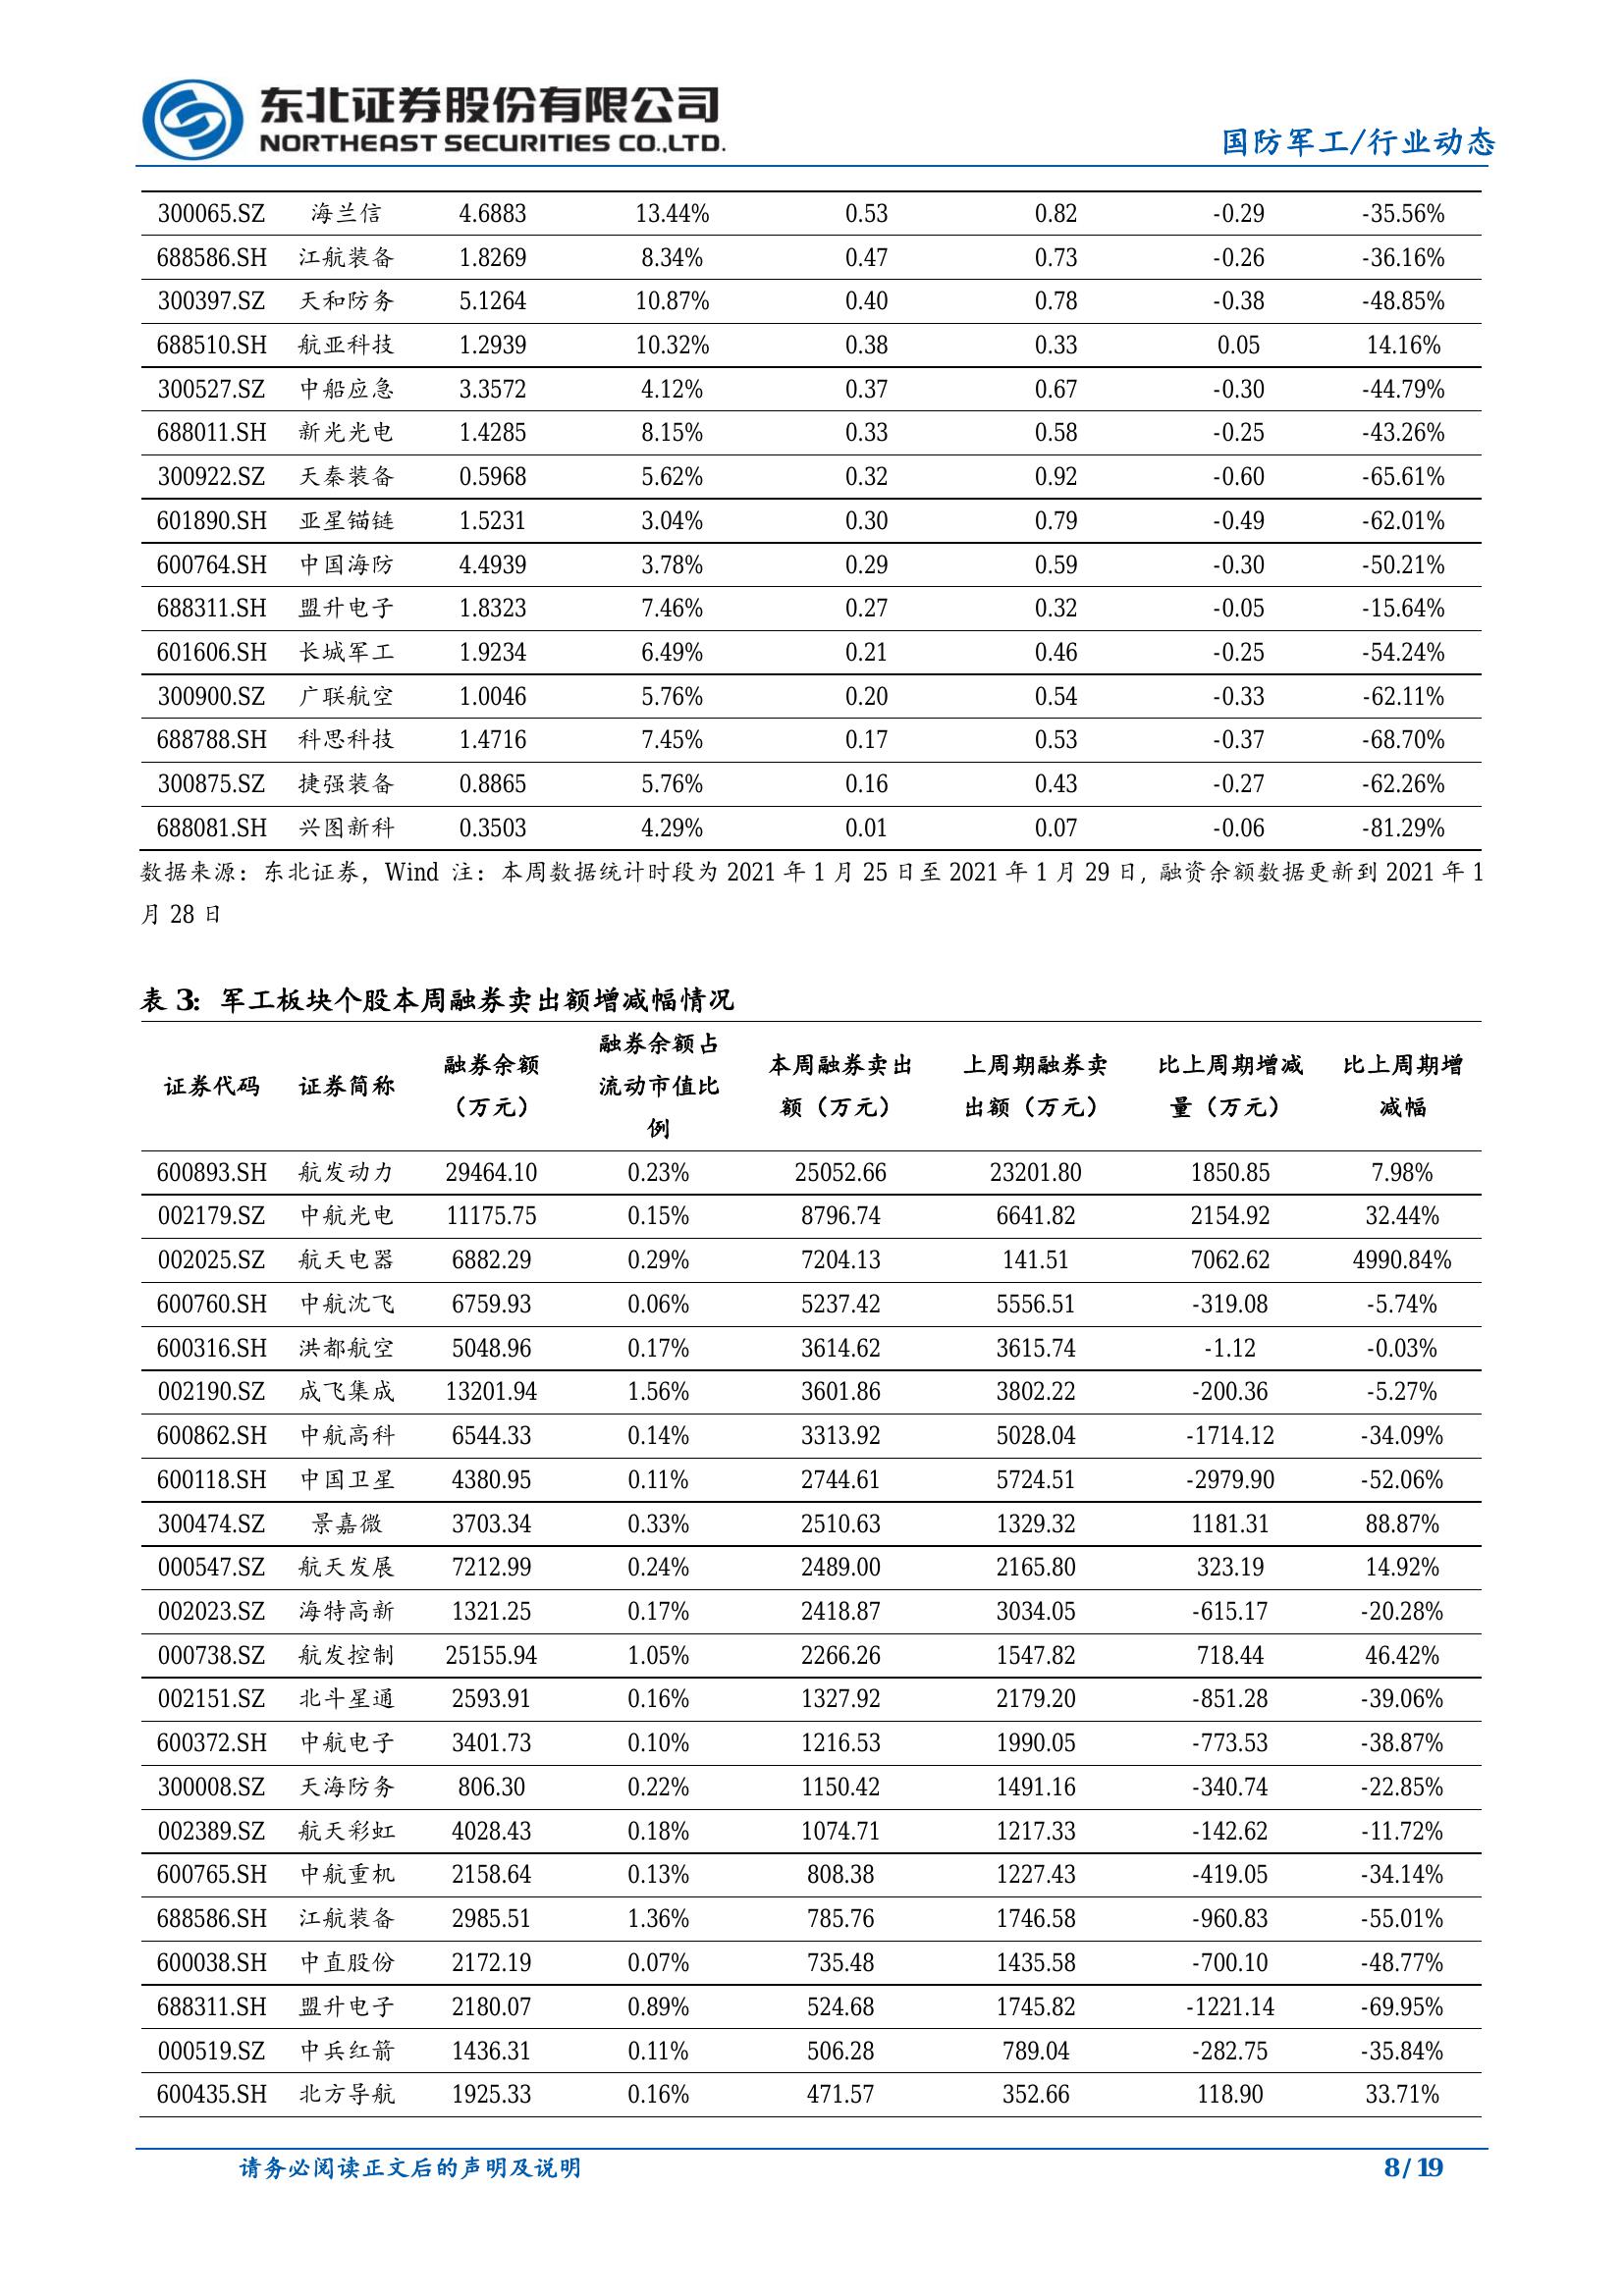 东北证券股份有限公司
NORTHEAST SECURITIES CO.,LTD.
国防军工/行业动态
300065.SZ 海兰信 4.6883 13.44% 0.53 0.82 -0.29 -35.56%
688586.SH 江航装备 1.8269 8.34% 0.47 0.73 -0.26 -36.16%
300397.SZ 天和防务 5.1264 10.87% 0.40 0.78 -0.38 -48.85%
688510.SH 航亚科技 1.2939 10.32% 0.38 0.33 0.05 14.16%
300527.SZ 中船应急 3.3572 4.12% 0.37 0.67 -0.30 -44.79%
688011.SH 新光光电 1.4285 8.15% 0.33 0.58 -0.25 -43.26%
300922.SZ 天秦装备 0.5968 5.62% 0.32 0.92 -0.60 -65.61%
601890.SH 亚星锚链 1.5231 3.04% 0.30 0.79 -0.49 -62.01%
600764.SH 中国海防 4.4939 3.78% 0.29 0.59 -0.30 -50.21%
688311.SH 盟升电子 1.8323 7.46% 0.27 0.32 -0.05 -15.64%
601606.SH 长城军工 1.9234 6.49% 0.21 0.46 -0.25 -54.24%
300900.SZ 广联航空 1.0046 5.76% 0.20 0.54 -0.33 -62.11%
688788.SH 科思科技 1.4716 7.45% 0.17 0.53 -0.37 -68.70%
300875.SZ 捷强装备 0.8865 5.76% 0.16 0.43 -0.27 -62.26%
688081.SH 兴图新科 0.3503 4.29% 0.01 0.07 -0.06 -81.29%
数据来源：东北证券，Wind 注：本周数据统计时段为 2021 年 1 月 25 日至 2021 年 1 月 29 日，融资余额数据更新到 2021 年 1
月 28 日
表 3：军工板块个股本周融券卖出额增减幅情况
融券余额占
融券余额 本周融券卖出 上周期融券卖 比上周期增减 比上周期增
证券代码 证券简称 流动市值比
（万元） 额（万元） 出额（万元） 量（万元） 减幅
例
600893.SH 航发动力 29464.10 0.23% 25052.66 23201.80 1850.85 7.98%
002179.SZ 中航光电 11175.75 0.15% 8796.74 6641.82 2154.92 32.44%
002025.SZ 航天电器 6882.29 0.29% 7204.13 141.51 7062.62 4990.84%
600760.SH 中航沈飞 6759.93 0.06% 5237.42 5556.51 -319.08 -5.74%
600316.SH 洪都航空 5048.96 0.17% 3614.62 3615.74 -1.12 -0.03%
002190.SZ 成飞集成 13201.94 1.56% 3601.86 3802.22 -200.36 -5.27%
600862.SH 中航高科 6544.33 0.14% 3313.92 5028.04 -1714.12 -34.09%
600118.SH 中国卫星 4380.95 0.11% 2744.61 5724.51 -2979.90 -52.06%
300474.SZ 景嘉微 3703.34 0.33% 2510.63 1329.32 1181.31 88.87%
000547.SZ 航天发展 7212.99 0.24% 2489.00 2165.80 323.19 14.92%
002023.SZ 海特高新 1321.25 0.17% 2418.87 3034.05 -615.17 -20.28%
000738.SZ 航发控制 25155.94 1.05% 2266.26 1547.82 718.44 46.42%
002151.SZ 北斗星通 2593.91 0.16% 1327.92 2179.20 -851.28 -39.06%
600372.SH 中航电子 3401.73 0.10% 1216.53 1990.05 -773.53 -38.87%
300008.SZ 天海防务 806.30 0.22% 1150.42 1491.16 -340.74 -22.85%
002389.SZ 航天彩虹 4028.43 0.18% 1074.71 1217.33 -142.62 -11.72%
600765.SH 中航重机 2158.64 0.13% 808.38 1227.43 -419.05 -34.14%
688586.SH 江航装备 2985.51 1.36% 785.76 1746.58 -960.83 -55.01%
600038.SH 中直股份 2172.19 0.07% 735.48 1435.58 -700.10 -48.77%
688311.SH 盟升电子 2180.07 0.89% 524.68 1745.82 -1221.14 -69.95%
000519.SZ 中兵红箭 1436.31 0.11% 506.28 789.04 -282.75 -35.84%
600435.SH 北方导航 1925.33 0.16% 471.57 352.66 118.90 33.71%
请务必阅读正文后的声明及说明 8 / 19